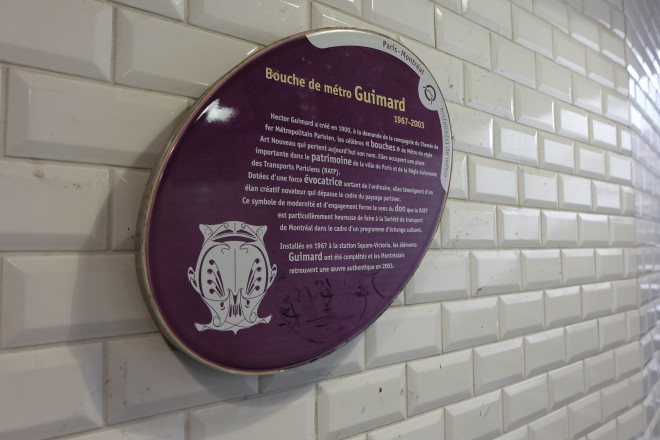 Paris-Montréal
Bouche de métro Guimard
1967-2003
Hector Guimard a créé en 1900, à la demande de la compagnie du Chemin de
fer Métropolitain Parisien, les célèbres « bouches » de Métro de style
Art Nouveau qui portent aujourd'hui son nom. Elles occupent une place
importante dans le patrimoine de la ville de Paris et de la Régie Autonome
des Transports Parisiens (RATP).
Dotées d'une force évocatrice sortant de l'ordinaire, elles témoignent d'un
élan créatif novateur qui dépasse le cadre du paysage parisien.
Ce symbole de modernité et d'engagement forme le sens du don que la RATP
est particulièrement heureuse de faire à la Société de transport
de Montréal dans le cadre d'un programme d'échange culturel.
Installés en 1967 à la station Square-Victoria, les éléments
Guimard ont été complétés et les Montréalais
retrouvent une œuvre authentique en 2003.